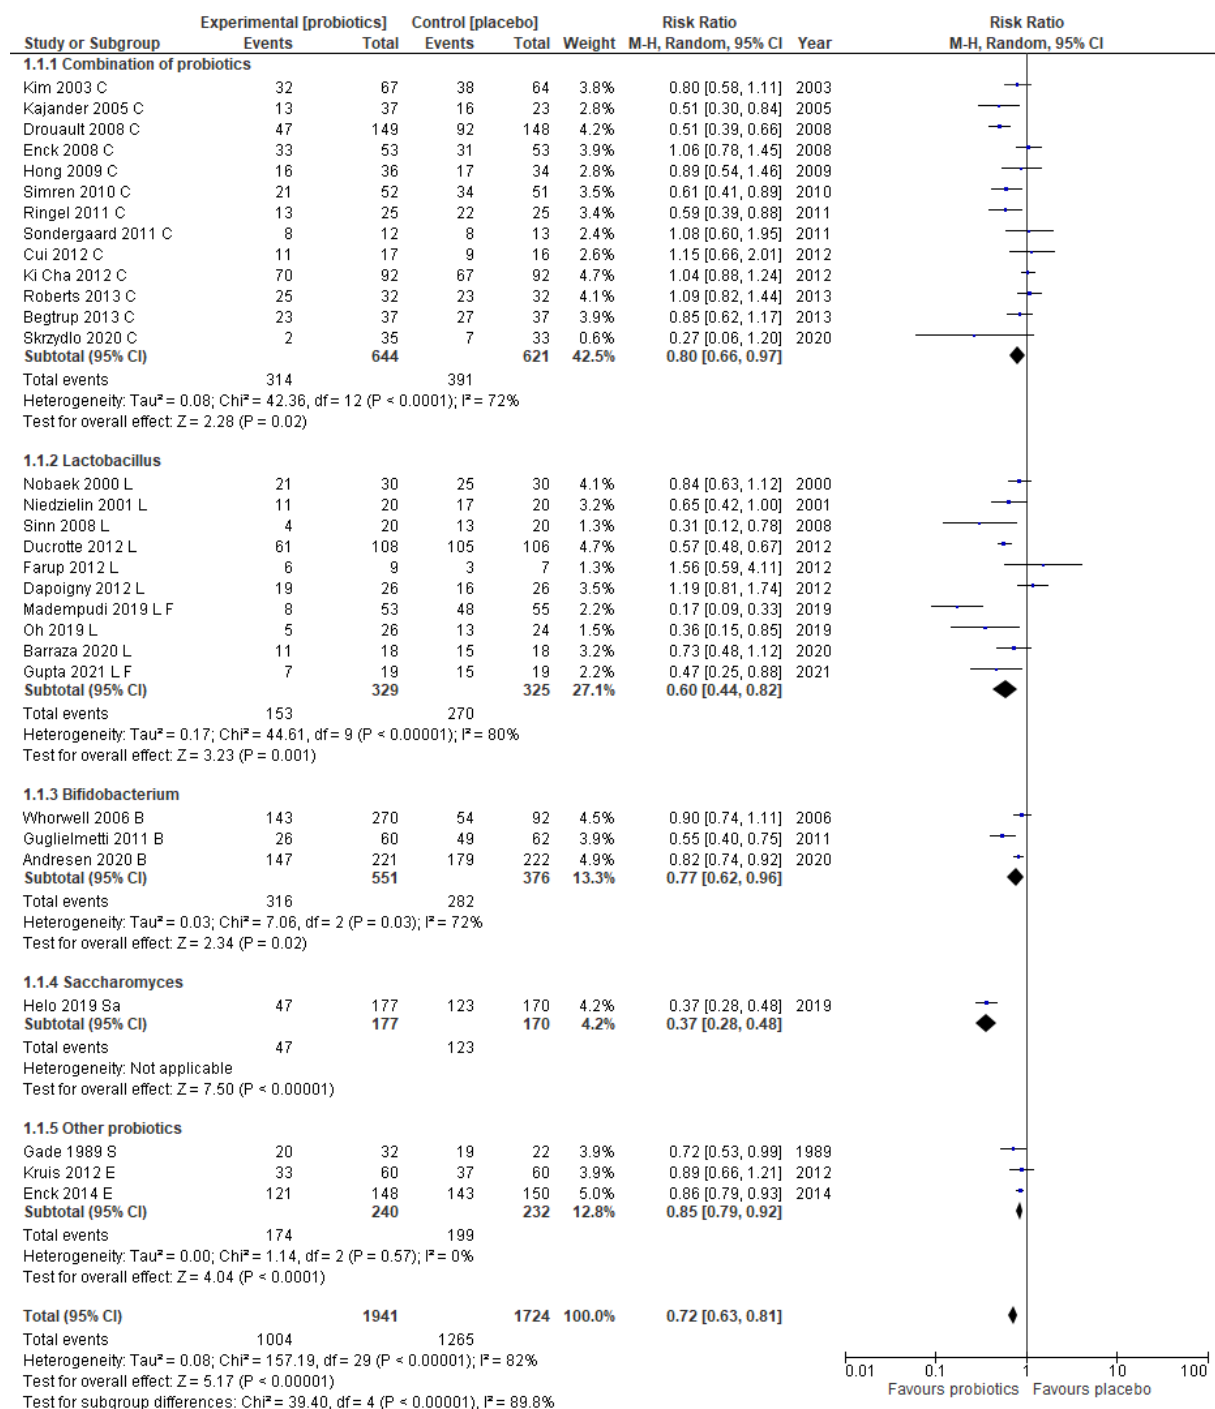 Experimental [probiotics] Control [placebo] Risk Ratio Risk Ratio
Study or Subgroup Events Total Events Total Weight M-H, Random, 95% CI Year M-H, Random, 95% CI
1.1.1 Combination of probiotics
Kim 2003 C 32 67 38 64 3.8% 0.80 [0.58, 1.11] 2003
Kajander 2005 C 13 37 16 23 2.8% 0.51 [0.30, 0.84] 2005
Drouault 2008 C 47 149 92 148 4.2% 0.51 [0.39, 0.66] 2008
Enck 2008 C 33 53 31 53 3.9% 1.06 [0.78, 1.45] 2008
Hong 2009 C 16 36 17 34 2.8% 0.89 [0.54, 1.46] 2009
Simren 2010 C 21 52 34 51 3.5% 0.61 [0.41, 0.89] 2010
Ringel 2011 C 13 25 22 25 3.4% 0.59 [0.39, 0.88] 2011
Sondergaard 2011 C 8 12 8 13 2.4% 1.08 [0.60, 1.95] 2011
Cui 2012 C 11 17 9 16 2.6% 1.15 [0.66, 2.01] 2012
Ki Cha 2012 C 70 92 67 92 4.7% 1.04 [0.88, 1.24] 2012
Roberts 2013 C 25 32 23 32 4.1% 1.09 [0.82, 1.44] 2013
Begtrup 2013 C 23 37 27 37 3.9% 0.85 [0.62, 1.17] 2013
Skrzydlo 2020 C 2 35 7 33 0.6% 0.27 [0.06, 1.20] 2020
Subtotal (95% CI) 644 621 42.5% 0.80 [0.66, 0.97]
Total events 314 391
Heterogeneity: Tau² = 0.08; Chi² = 42.36, df = 12 (P < 0.0001); I² = 72%
Test for overall effect: Z = 2.28 (P = 0.02)
1.1.2 Lactobacillus
Nobaek 2000 L 21 30 25 30 4.1% 0.84 [0.63, 1.12] 2000
Niedzielin 2001 L 11 20 17 20 3.2% 0.65 [0.42, 1.00] 2001
Sinn 2008 L 4 20 13 20 1.3% 0.31 [0.12, 0.78] 2008
Ducrotte 2012 L 61 108 105 106 4.7% 0.57 [0.48, 0.67] 2012
Farup 2012 L 6 9 3 7 1.3% 1.56 [0.59, 4.11] 2012
Dapoigny 2012 L 19 26 16 26 3.5% 1.19 [0.81, 1.74] 2012
Madempudi 2019 L F 8 53 48 55 2.2% 0.17 [0.09, 0.33] 2019
Oh 2019 L 5 26 13 24 1.5% 0.36 [0.15, 0.85] 2019
Barraza 2020 L 11 18 15 18 3.2% 0.73 [0.48, 1.12] 2020
Gupta 2021 L F 7 19 15 19 2.2% 0.47 [0.25, 0.88] 2021
Subtotal (95% CI) 329 325 27.1% 0.60 [0.44, 0.82]
Total events 153 270
Heterogeneity: Tau² = 0.17; Chi² = 44.61, df = 9 (P < 0.00001); I² = 80%
Test for overall effect: Z = 3.23 (P = 0.001)
1.1.3 Bifidobacterium
Whorwell 2006 B 143 270 54 92 4.5% 0.90 [0.74, 1.11] 2006
Guglielmetti 2011 B 26 60 49 62 3.9% 0.55 [0.40, 0.75] 2011
Andresen 2020 B 147 221 179 222 4.9% 0.82 [0.74, 0.92] 2020
Subtotal (95% CI) 551 376 13.3% 0.77 [0.62, 0.96]
Total events 316 282
Heterogeneity: Tau² = 0.03; Chi² = 7.06, df = 2 (P = 0.03); I² = 72%
Test for overall effect: Z = 2.34 (P = 0.02)
1.1.4 Saccharomyces
Helo 2019 Sa 47 177 123 170 4.2% 0.37 [0.28, 0.48] 2019
Subtotal (95% CI) 177 170 4.2% 0.37 [0.28, 0.48]
Total events 47 123
Heterogeneity: Not applicable
Test for overall effect: Z = 7.50 (P < 0.00001)
1.1.5 Other probiotics
Gade 1989 S 20 32 19 22 3.9% 0.72 [0.53, 0.99] 1989
Kruis 2012 E 33 60 37 60 3.9% 0.89 [0.66, 1.21] 2012
Enck 2014 E 121 148 143 150 5.0% 0.86 [0.79, 0.93] 2014
Subtotal (95% CI) 240 232 12.8% 0.85 [0.79, 0.92]
Total events 174 199
Heterogeneity: Tau² = 0.00; Chi² = 1.14, df = 2 (P = 0.57); I² = 0%
Test for overall effect: Z = 4.04 (P < 0.0001)
Total (95% CI) 1941 1724 100.0% 0.72 [0.63, 0.81]
Total events 1004 1265
Heterogeneity: Tau² = 0.08; Chi² = 157.19, df = 29 (P < 0.00001); I² = 82%
Test for overall effect: Z = 5.17 (P < 0.00001)
Test for subgroup differences: Chi² = 39.40, df = 4 (P < 0.00001), I² = 89.8%
0.01 0.1 1 10 100
Favours probiotics Favours placebo